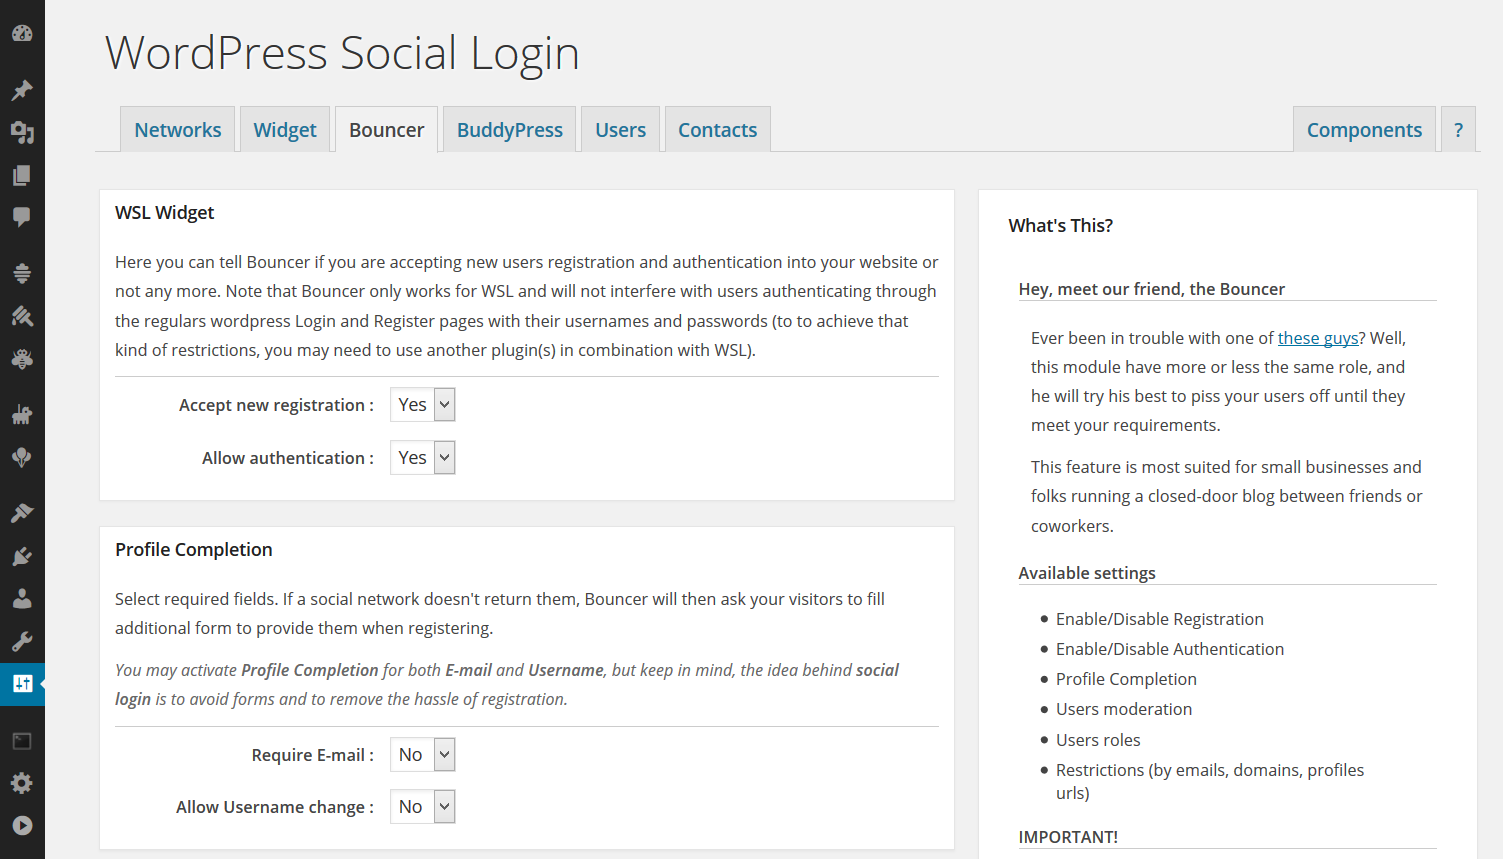 WordPress Social Login
Networks
Widget
Bouncer
BuddyPress
Users
Contacts
Components
?
WSL Widget
Here you can tell Bouncer if you are accepting new users registration and authentication into your website or
not any more. Note that Bouncer only works for WSL and will not interfere with users authenticating through
the regulars wordpress Login and Register pages with their usernames and passwords (to to achieve that
kind of restrictions, you may need to use another plugin(s) in combination with WSL).
Accept new registration : Yes
Allow authentication : Yes
Profile Completion
Select required fields. If a social network doesn't return them, Bouncer will then ask your visitors to fill
additional form to provide them when registering.
You may activate Profile Completion for both E-mail and Username, but keep in mind, the idea behind social
login is to avoid forms and to remove the hassle of registration.
Require E-mail : No
Allow Username change : No
What's This?
Hey, meet our friend, the Bouncer
Ever been in trouble with one of these guys? Well,
this module have more or less the same role, and
he will try his best to piss your users off until they
meet your requirements.
This feature is most suited for small businesses and
folks running a closed-door blog between friends or
coworkers.
Available settings
• Enable/Disable Registration
• Enable/Disable Authentication
• Profile Completion
• Users moderation
• Users roles
• Restrictions (by emails, domains, profiles
urls)
IMPORTANT!